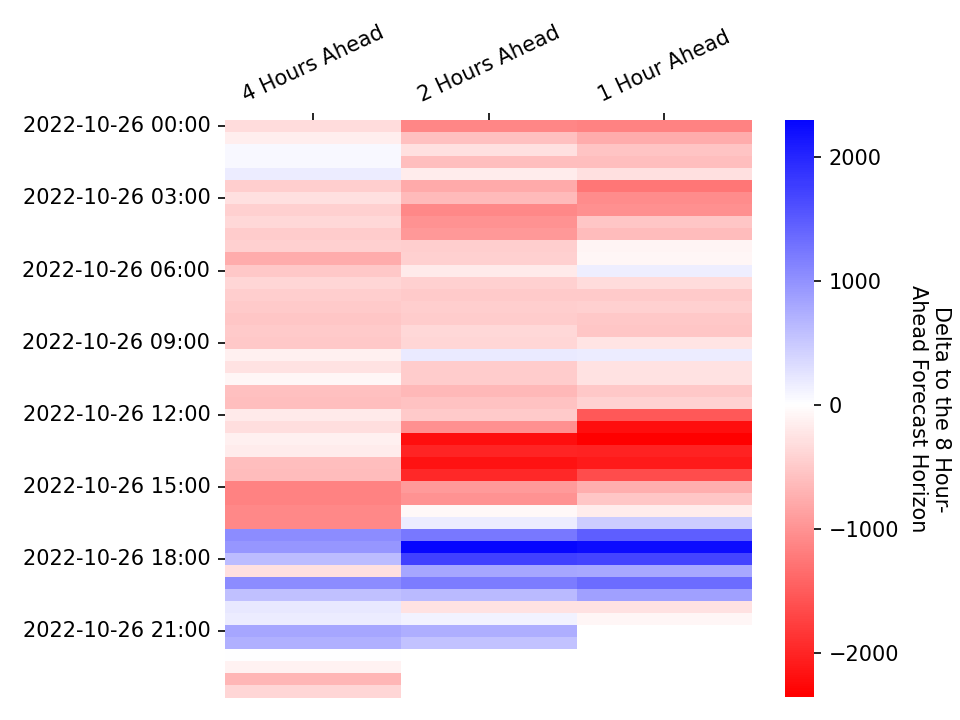 4 Hours Ahead
2 Hours Ahead
1 Hour Ahead
2022-10-26 00:00
2022-10-26 03:00
2022-10-26 06:00
2022-10-26 09:00
2022-10-26 12:00
2022-10-26 15:00
2022-10-26 18:00
2022-10-26 21:00
2000
1000
0
−1000
−2000
Delta to the 8 Hour-
Ahead Forecast Horizon